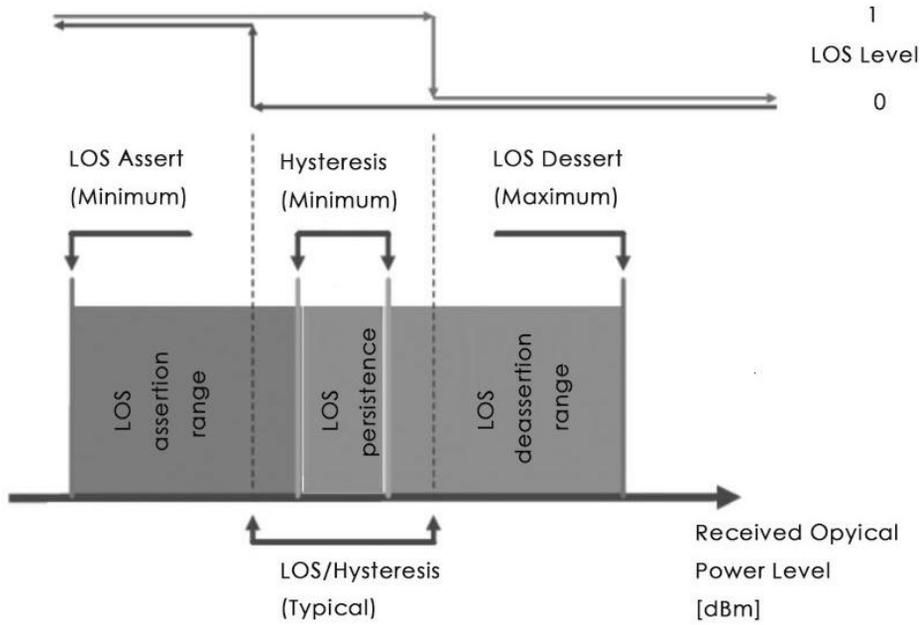 1
LOS Level
0
LOS Assert
(Minimum)
Hysteresis
(Minimum)
LOS Dessert
(Maximum)
LOS
assertion
range
LOS
persistence
LOS
deassertion
range
LOS/Hysteresis
(Typical)
Received Opyical
Power Level
[dBm]